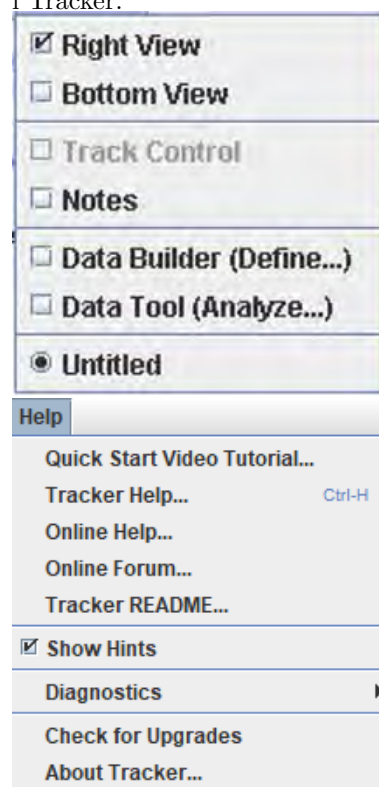 Tracker.
Right View
Bottom View
Track Control
Notes
Data Builder (Define...)
Data Tool (Analyze...)
Untitled
Help
Quick Start Video Tutorial...
Tracker Help... Ctrl-H
Online Help...
Online Forum...
Tracker README...
Show Hints
Diagnostics
Check for Upgrades
About Tracker...